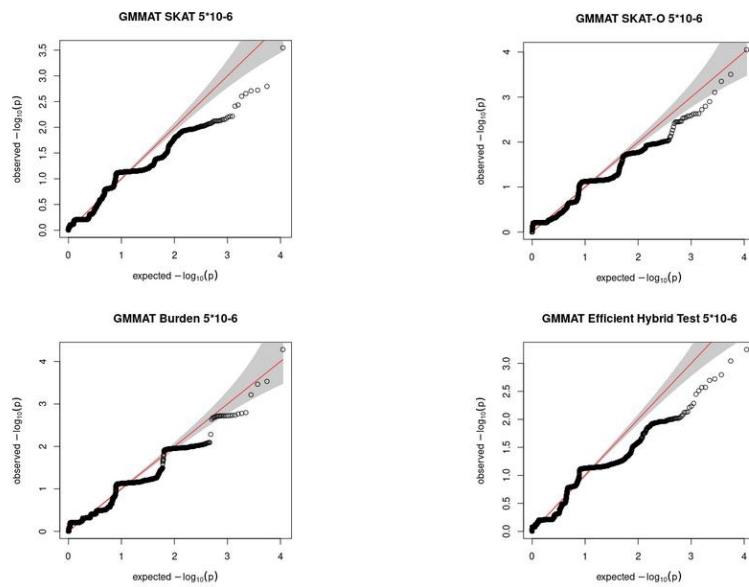 GMMAT SKAT 5*10-6
observed −log₁₀(p)
0.0 0.5 1.0 1.5 2.0 2.5 3.0 3.5
0 1 2 3 4
expected −log₁₀(p)
GMMAT SKAT-O 5*10-6
observed −log₁₀(p)
0 1 2 3 4
0 1 2 3 4
expected −log₁₀(p)
GMMAT Burden 5*10-6
observed −log₁₀(p)
0 1 2 3 4
0 1 2 3 4
expected −log₁₀(p)
GMMAT Efficient Hybrid Test 5*10-6
observed −log₁₀(p)
0.0 0.5 1.0 1.5 2.0 2.5 3.0
0 1 2 3 4
expected −log₁₀(p)